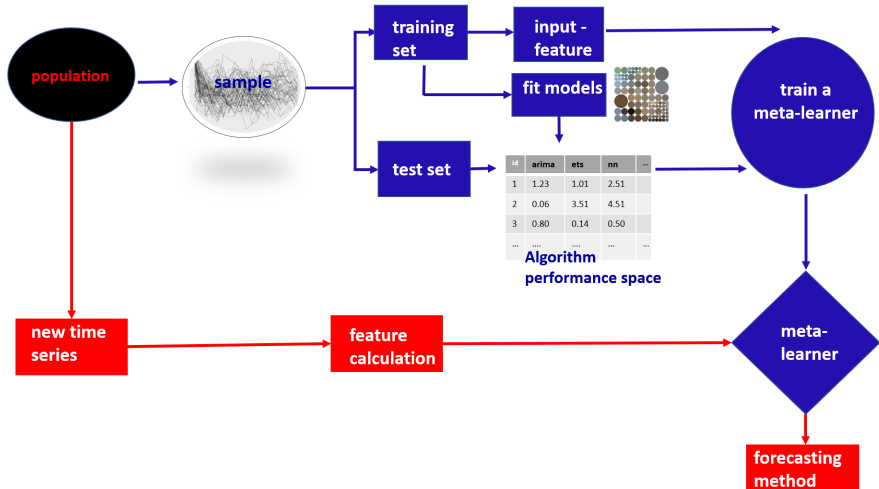 population
sample
training
set
input -
feature
fit models
test set
train a
meta-learner
id arima ets nn ...
1 1.23 1.01 2.51
2 0.06 3.51 4.51
3 0.80 0.14 0.50
... .... ... ... ...
Algorithm
performance space
new time
series
feature
calculation
meta-
learner
forecasting
method